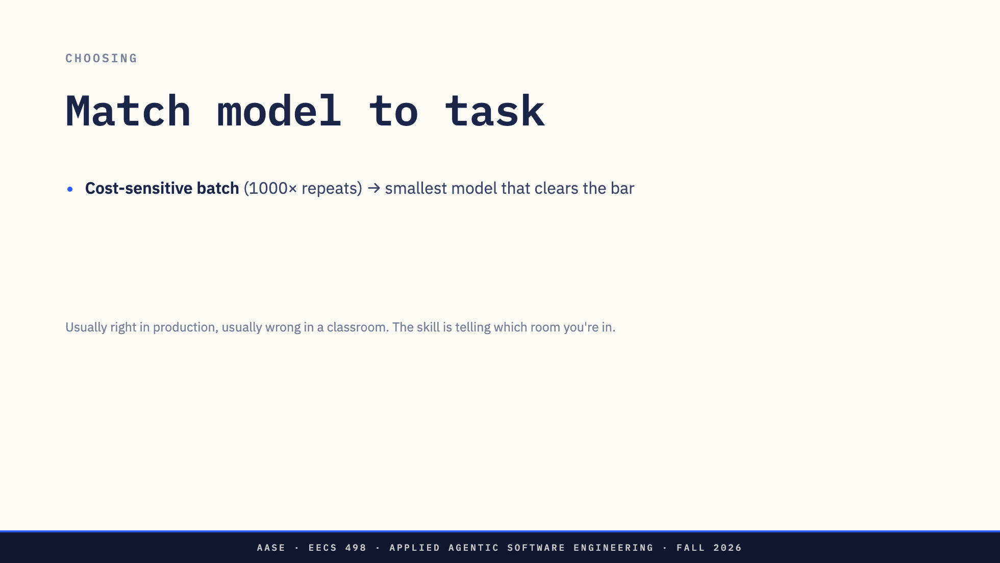 CHOOSING
Match model to task
• Cost-sensitive batch (1000× repeats) → smallest model that clears the bar
Usually right in production, usually wrong in a classroom. The skill is telling which room you're in.
AASE · EECS 498 · APPLIED AGENTIC SOFTWARE ENGINEERING · FALL 2026